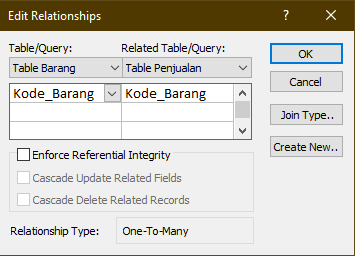 Edit Relationships ? ×
Table/Query: Related Table/Query:
Table Barang Table Penjualan
Kode_Barang Kode_Barang
Enforce Referential Integrity
Cascade Update Related Fields
Cascade Delete Related Records
Relationship Type: One-To-Many
OK
Cancel
Join Type..
Create New..